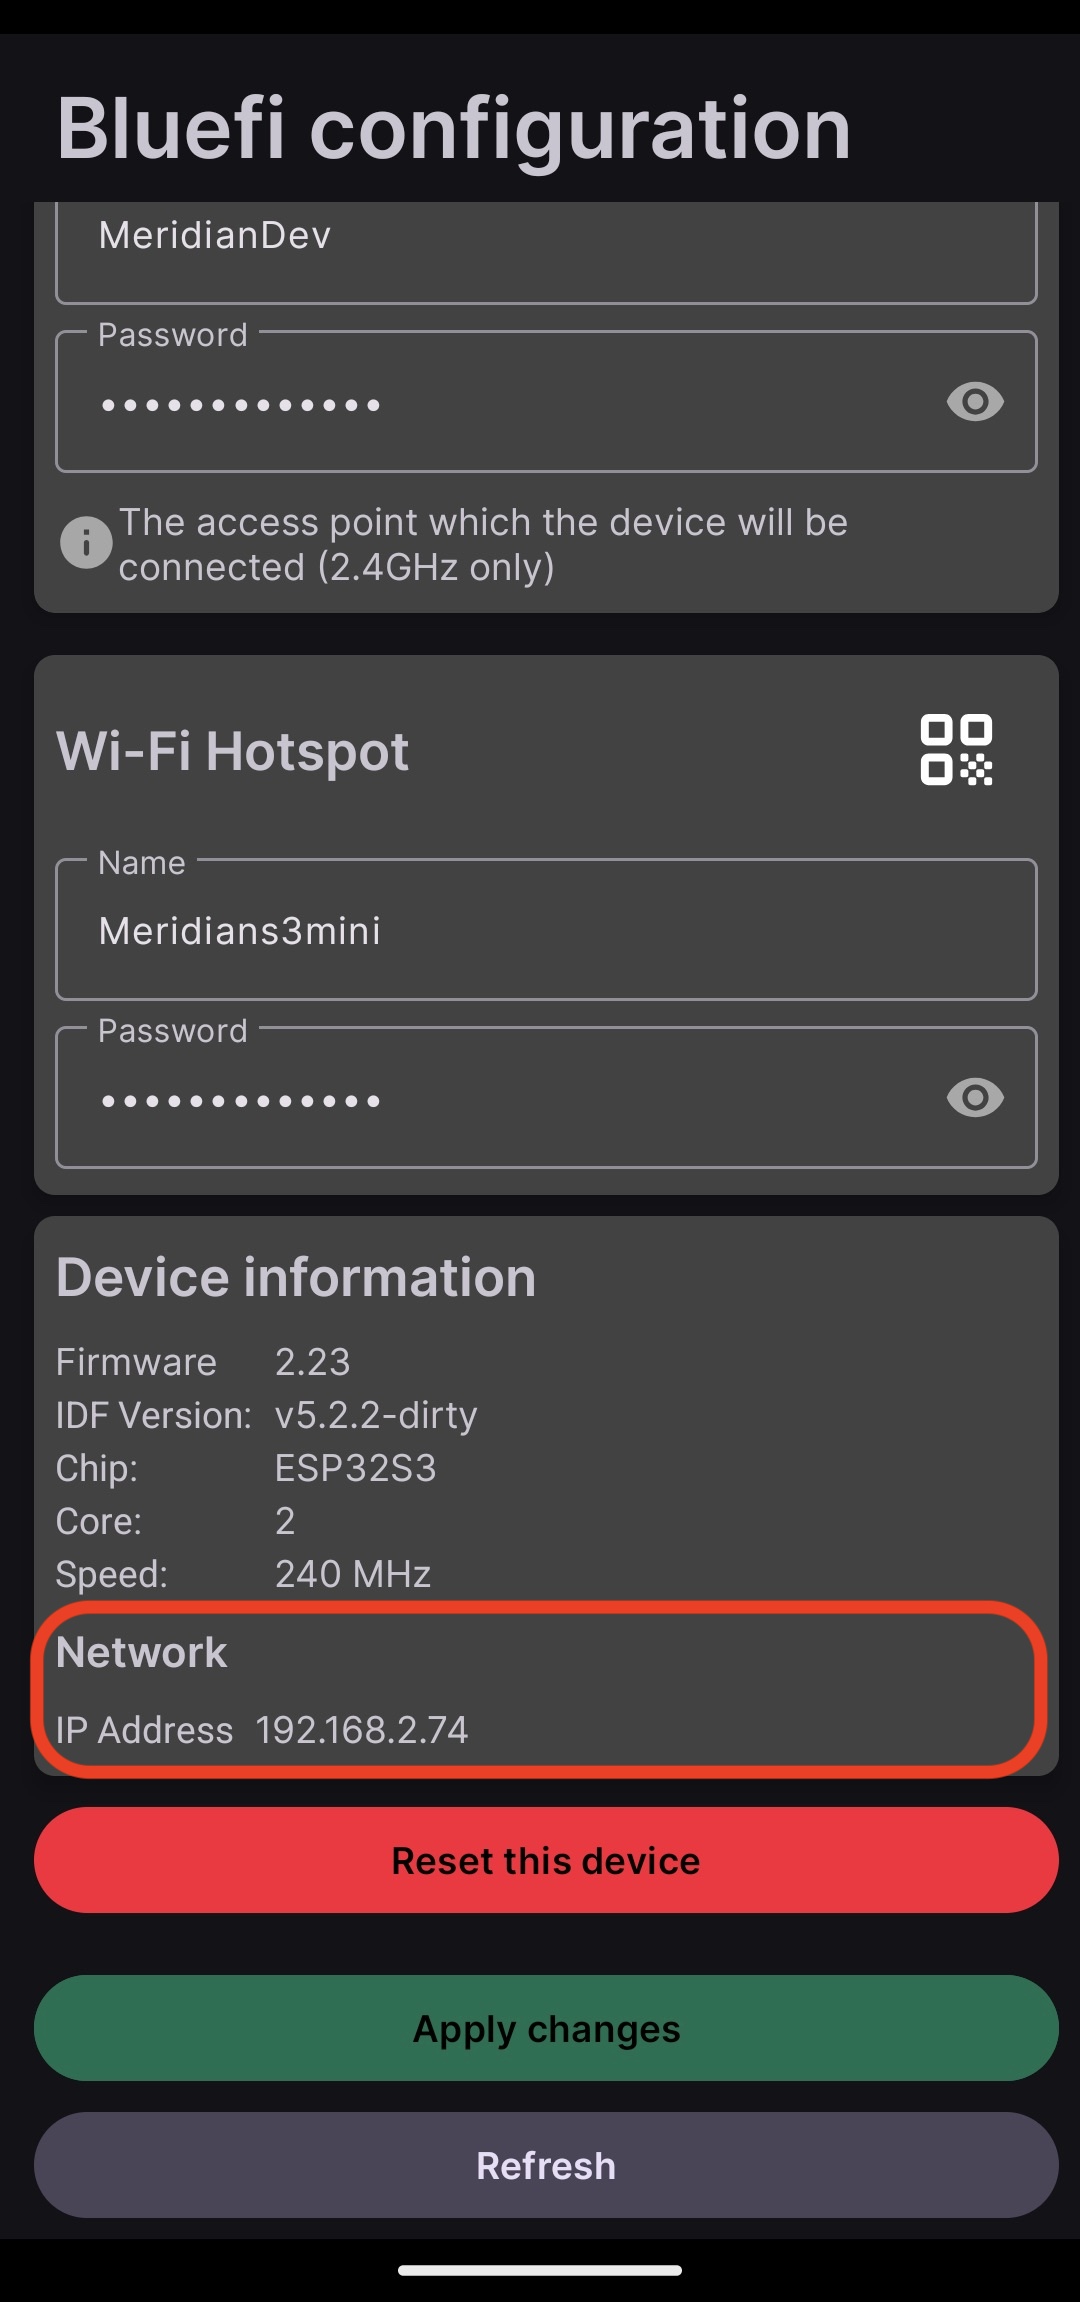 Bluefi configuration
MeridianDev
Password
•••••••••••••
The access point which the device will be
connected (2.4GHz only)
Wi-Fi Hotspot
Name
Meridians3mini
Password
•••••••••••••
Device information
Firmware 2.23
IDF Version: v5.2.2-dirty
Chip: ESP32S3
Core: 2
Speed: 240 MHz
Network
IP Address 192.168.2.74
Reset this device
Apply changes
Refresh